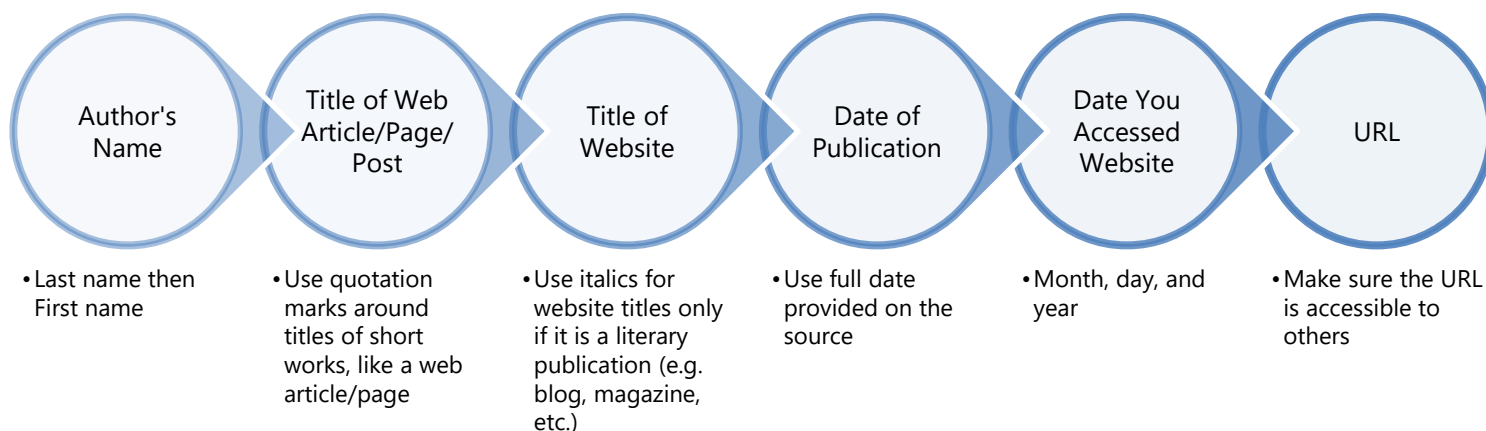 Author's
Name
Title of Web
Article/Page/
Post
Title of
Website
Date of
Publication
Date You
Accessed
Website
URL
•Last name then
First name
•Use quotation
marks around
titles of short
works, like a web
article/page
•Use italics for
website titles only
if it is a literary
publication (e.g.
blog, magazine,
etc.)
•Use full date
provided on the
source
•Month, day, and
year
•Make sure the URL
is accessible to
others